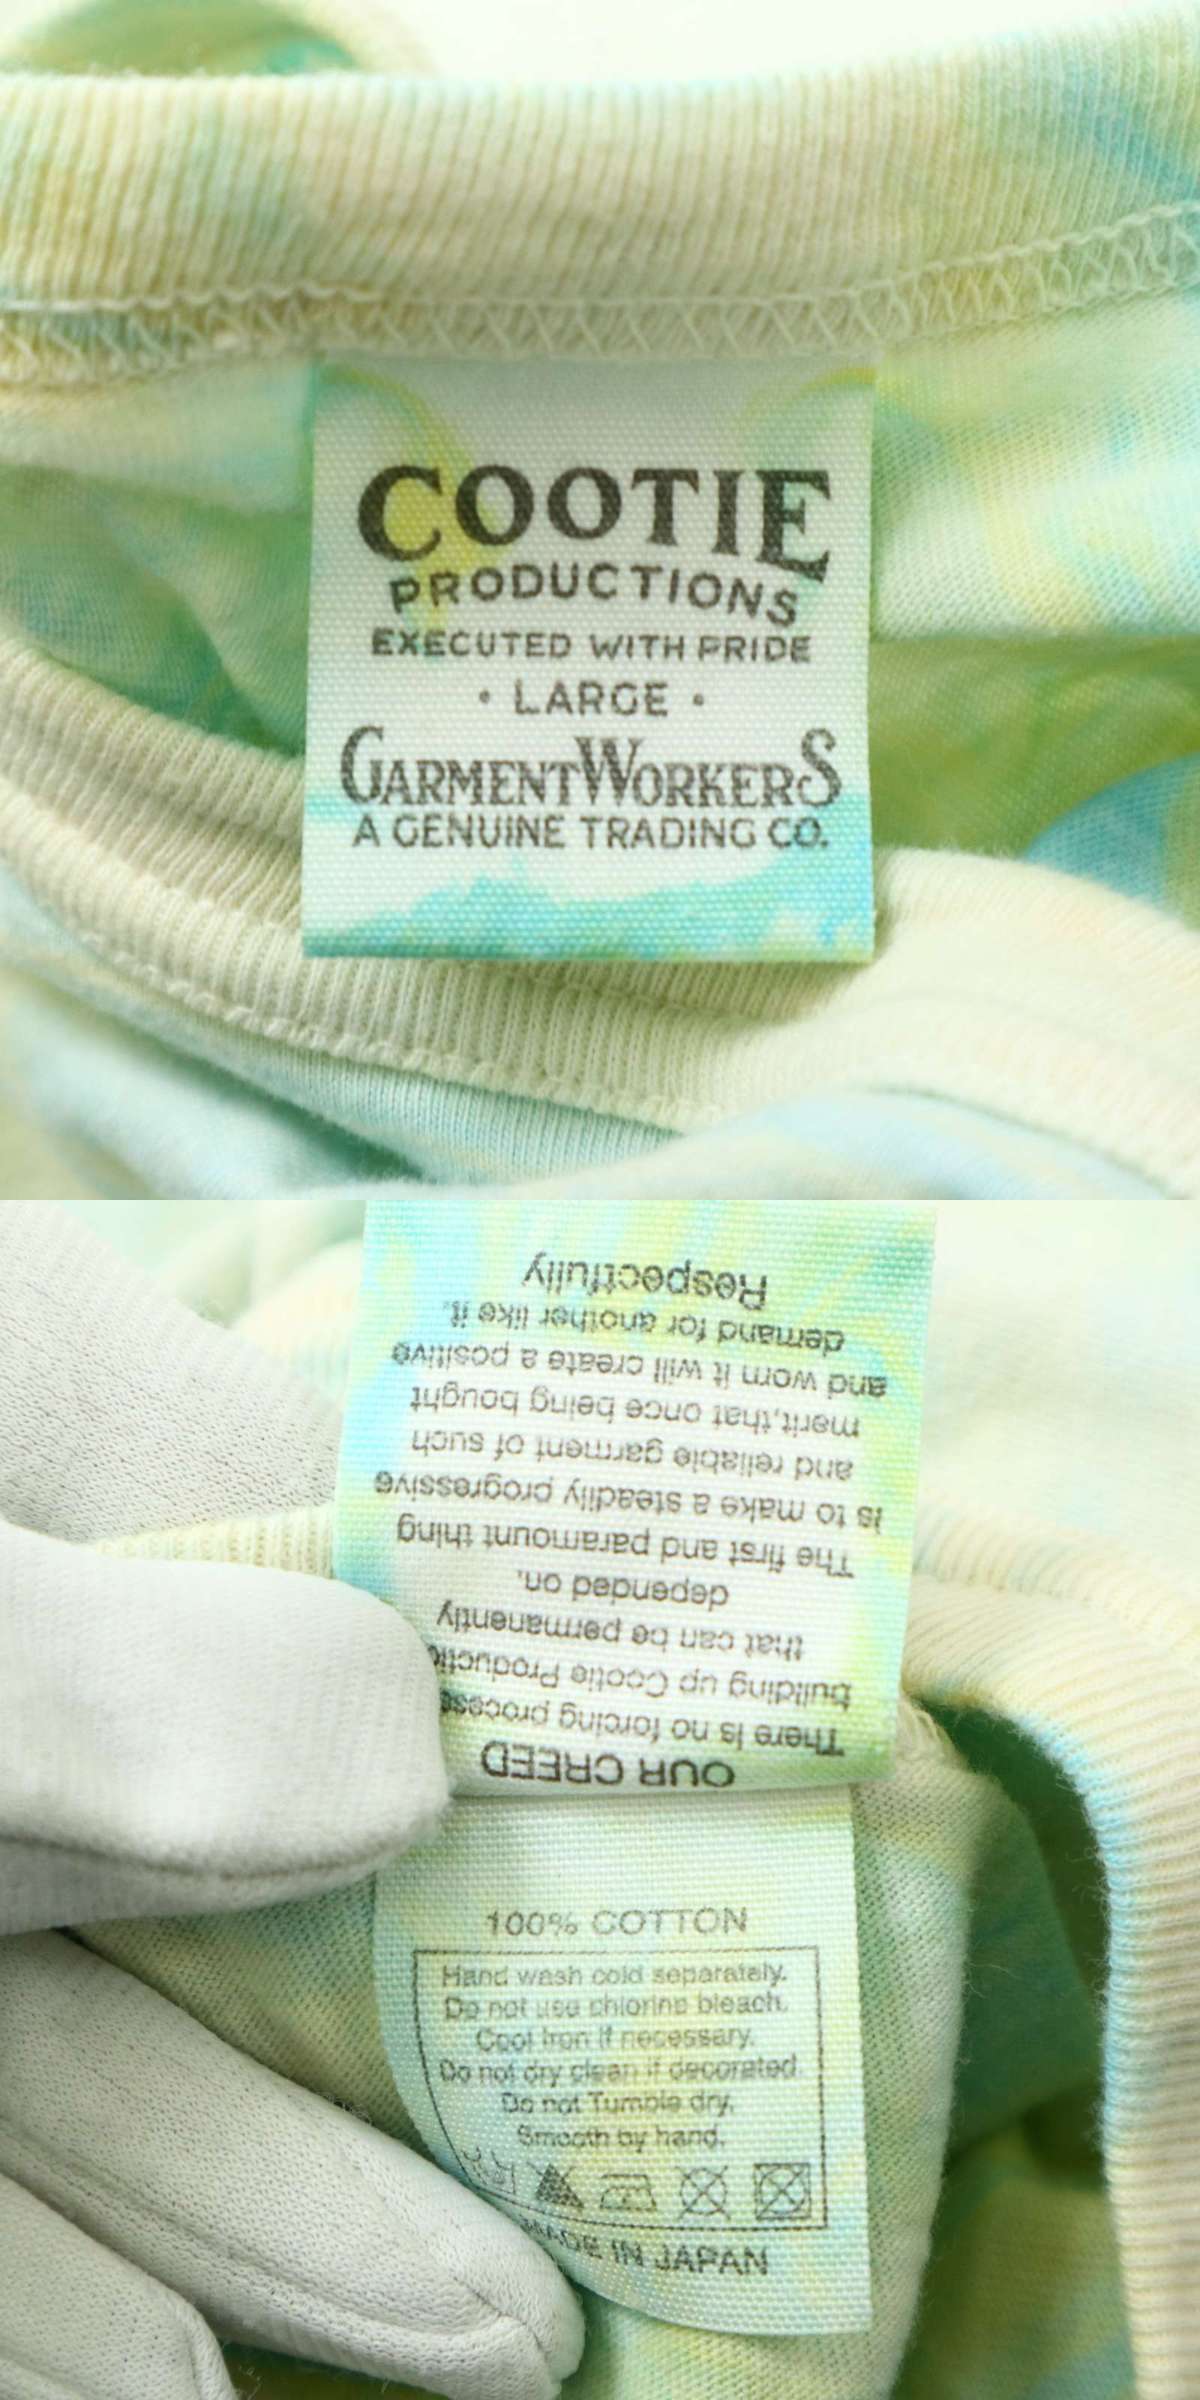 COOTIE
PRODUCTIONS
EXECUTED WITH PRIDE
• LARGE •
GARMENTWORKERS
A GENUINE TRADING CO.
OUR CREED
There is no forcing process
building up Cootie Productio
that can be permanently
depended on.
The first and paramount thing
is to make a steadily progressive
and reliable garment of such
merit,that once being bought
and worn it will create a positive
demand for another like it.
Respectfully
100% COTTON
Hand wash cold separately.
Do not use chlorine bleach.
Cool Iron if necessary.
Do not dry clean if decorated.
Do not Tumble dry.
Smooth by hand.
MADE IN JAPAN